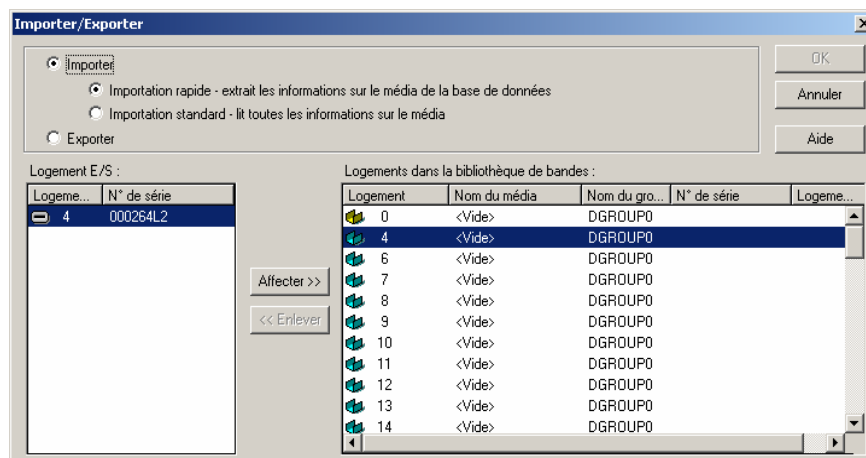 Importer/Exporter
Importer
Importation rapide - extrait les informations sur le média de la base de données
Importation standard - lit toutes les informations sur le média
Exporter
OK
Annuler
Aide
Logement E/S :
Logeme... N° de série
4 000264L2
Affecter >>
<< Enlever
Logements dans la bibliothèque de bandes :
Logement Nom du média Nom du gro... N° de série Logeme...
0 <Vide> DGROUP0
4 <Vide> DGROUP0
6 <Vide> DGROUP0
7 <Vide> DGROUP0
8 <Vide> DGROUP0
9 <Vide> DGROUP0
10 <Vide> DGROUP0
11 <Vide> DGROUP0
12 <Vide> DGROUP0
13 <Vide> DGROUP0
14 <Vide> DGROUP0